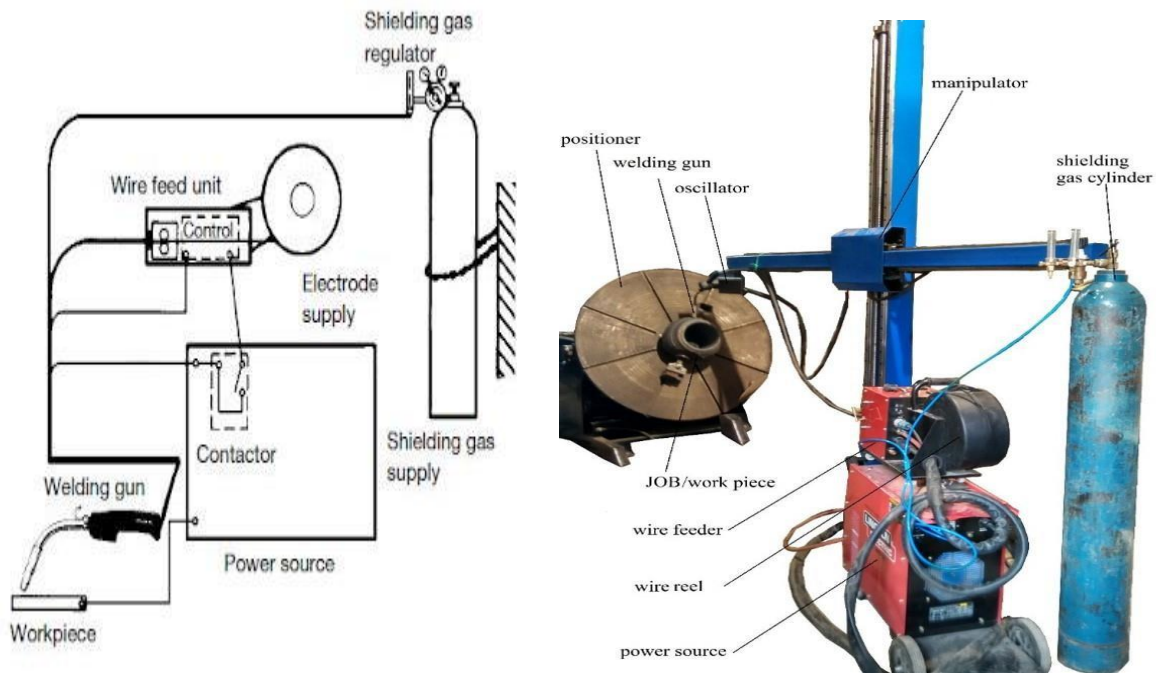 Shielding gas
regulator
Wire feed unit
Control
Electrode
supply
Contactor
Shielding gas
supply
Welding gun
Power source
Workpiece
manipulator
positioner
welding gun
oscillator
shielding
gas cylinder
JOB/work piece
wire feeder
wire reel
power source